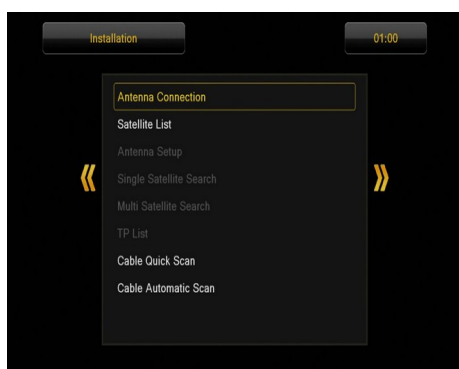 Installation
01:00
Antenna Connection
Satellite List
Antenna Setup
Single Satellite Search
Multi Satellite Search
TP List
Cable Quick Scan
Cable Automatic Scan